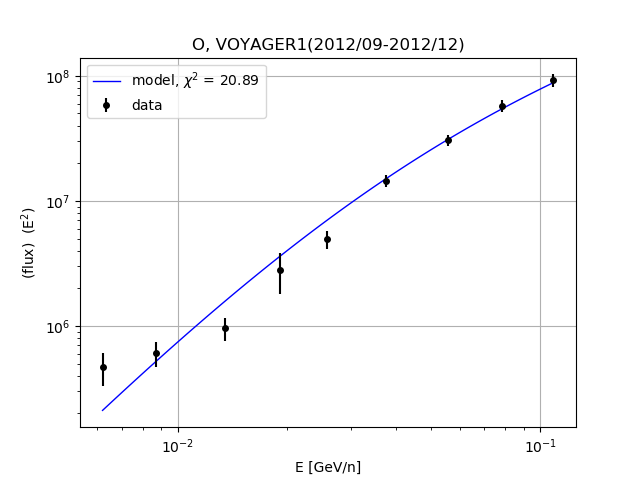 O, VOYAGER1(2012/09-2012/12)
model, χ² = 20.89
data
(flux) (E²)
10⁸
10⁷
10⁶
10⁻²
10⁻¹
E [GeV/n]